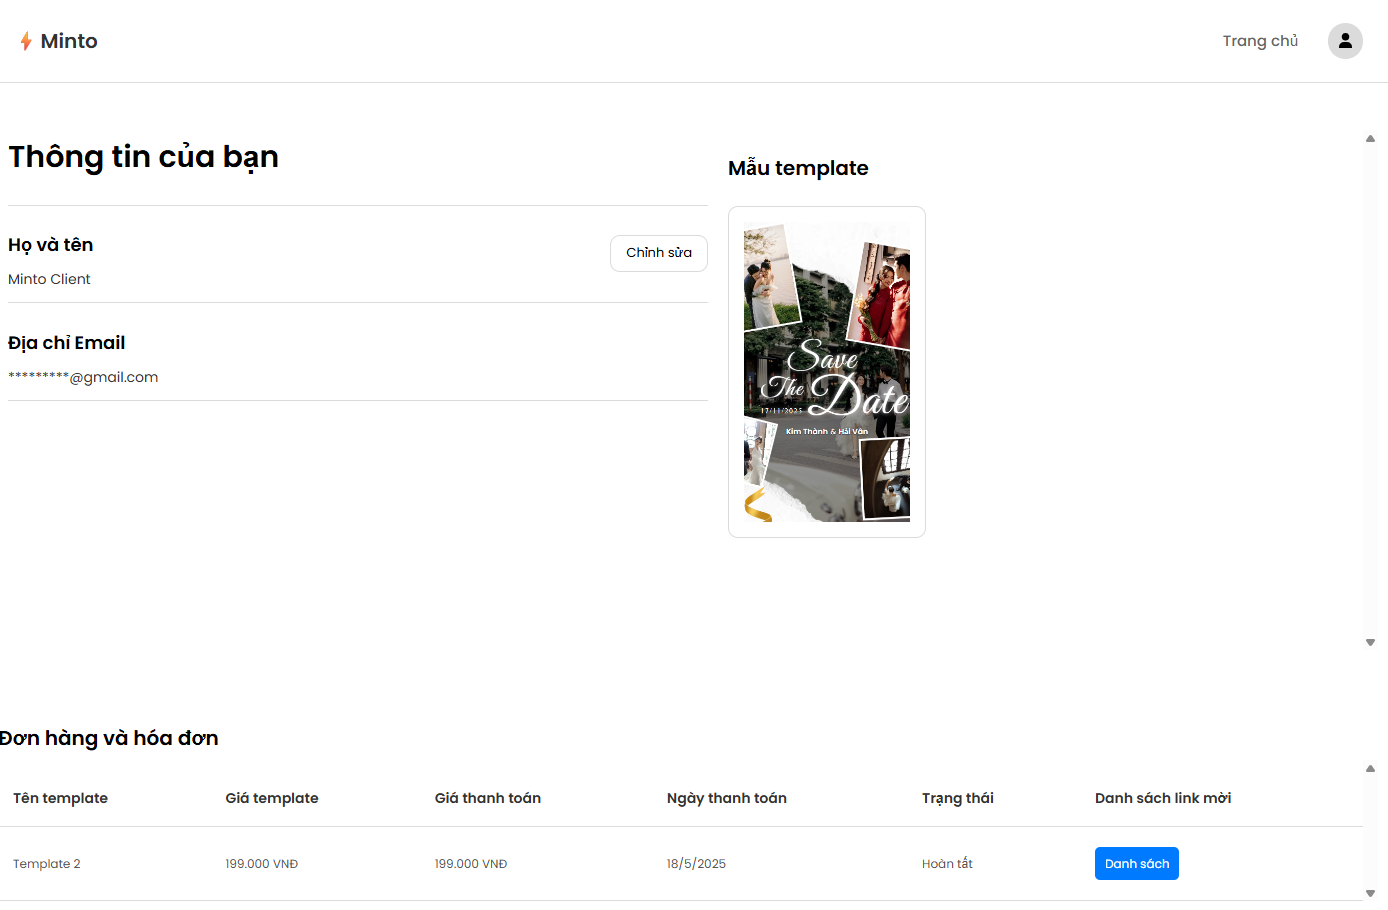 Minto
Trang chủ
Thông tin của bạn
Họ và tên
Chỉnh sửa
Minto Client
Địa chỉ Email
*********@gmail.com
Mẫu template
Save
The Date
17/11/2025
Kim Thành & Hải Vân
Đơn hàng và hóa đơn
Tên template Giá template Giá thanh toán Ngày thanh toán Trạng thái Danh sách link mời
Template 2 199.000 VNĐ 199.000 VNĐ 18/5/2025 Hoàn tất Danh sách